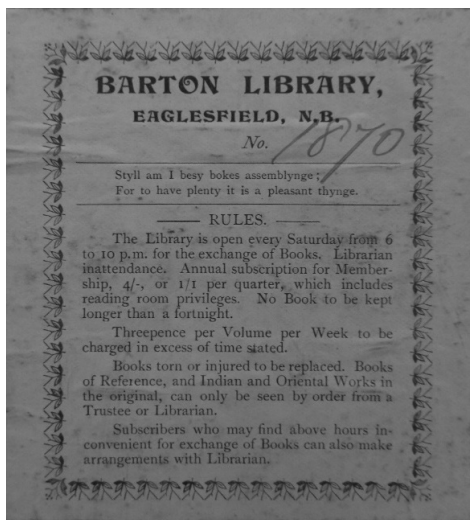 BARTON LIBRARY,
EAGLESFIELD, N.B.
No. 1870
Styll am I besy bokes assemblynge;
For to have plenty it is a pleasant thynge.
RULES.
The Library is open every Saturday from 6
to 10 p.m. for the exchange of Books. Librarian
inattendance. Annual subscription for Member-
ship, 4/-, or 1/1 per quarter, which includes
reading room privileges. No Book to be kept
longer than a fortnight.
Threepence per Volume per Week to be
charged in excess of time stated.
Books torn or injured to be replaced. Books
of Reference, and Indian and Oriental Works in
the original, can only be seen by order from a
Trustee or Librarian.
Subscribers who may find above hours in-
convenient for exchange of Books can also make
arrangements with Librarian.